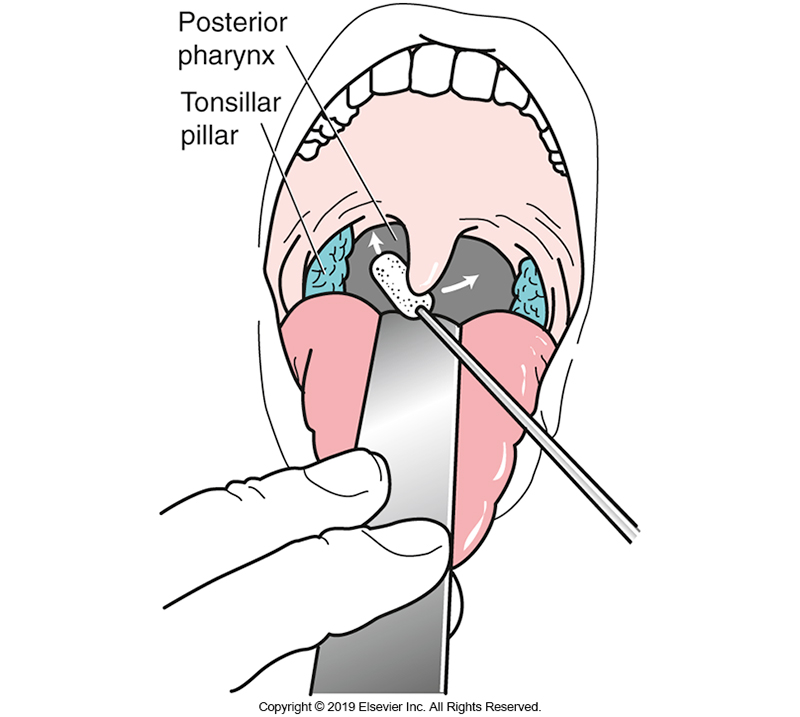 Posterior
pharynx
Tonsillar
pillar
Copyright © 2019 Elsevier Inc. All Rights Reserved.